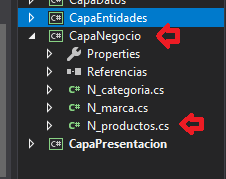 CapaDatos
C# CapaEntidades
C# CapaNegocio
Properties
Referencias
C# N_categoria.cs
C# N_marca.cs
C# N_productos.cs
C# CapaPresentacion